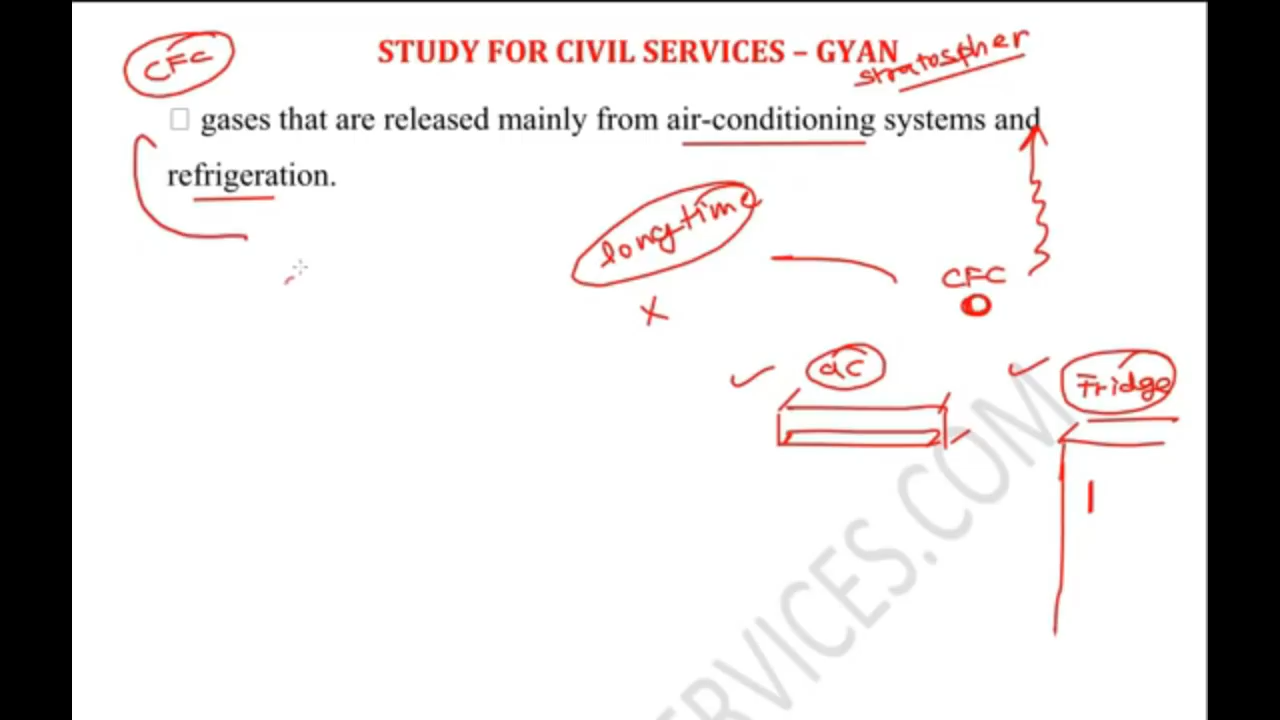 CFC
STUDY FOR CIVIL SERVICES – GYAN
stratospher
gases that are released mainly from air-conditioning systems and
refrigeration.
long-time
CFC
X
ac
Fridge
SERVICES.COM